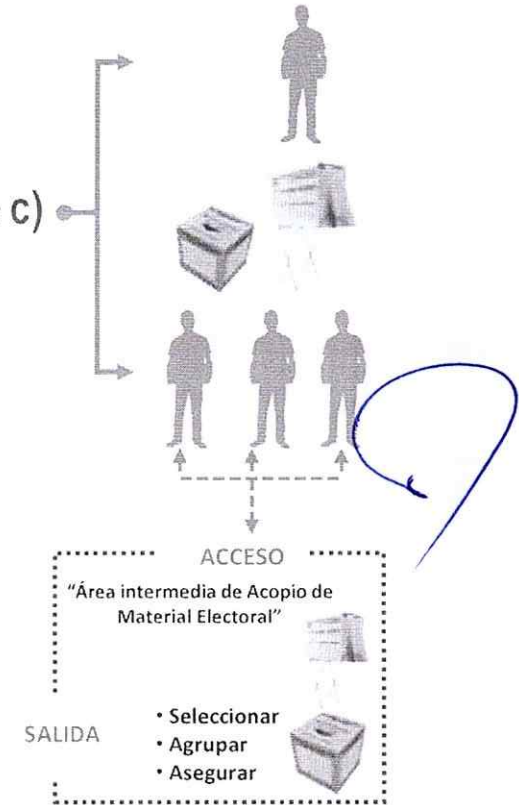 c)
ACCESO
“Área intermedia de Acopio de
Material Electoral”
SALIDA
• Seleccionar
• Agrupar
• Asegurar